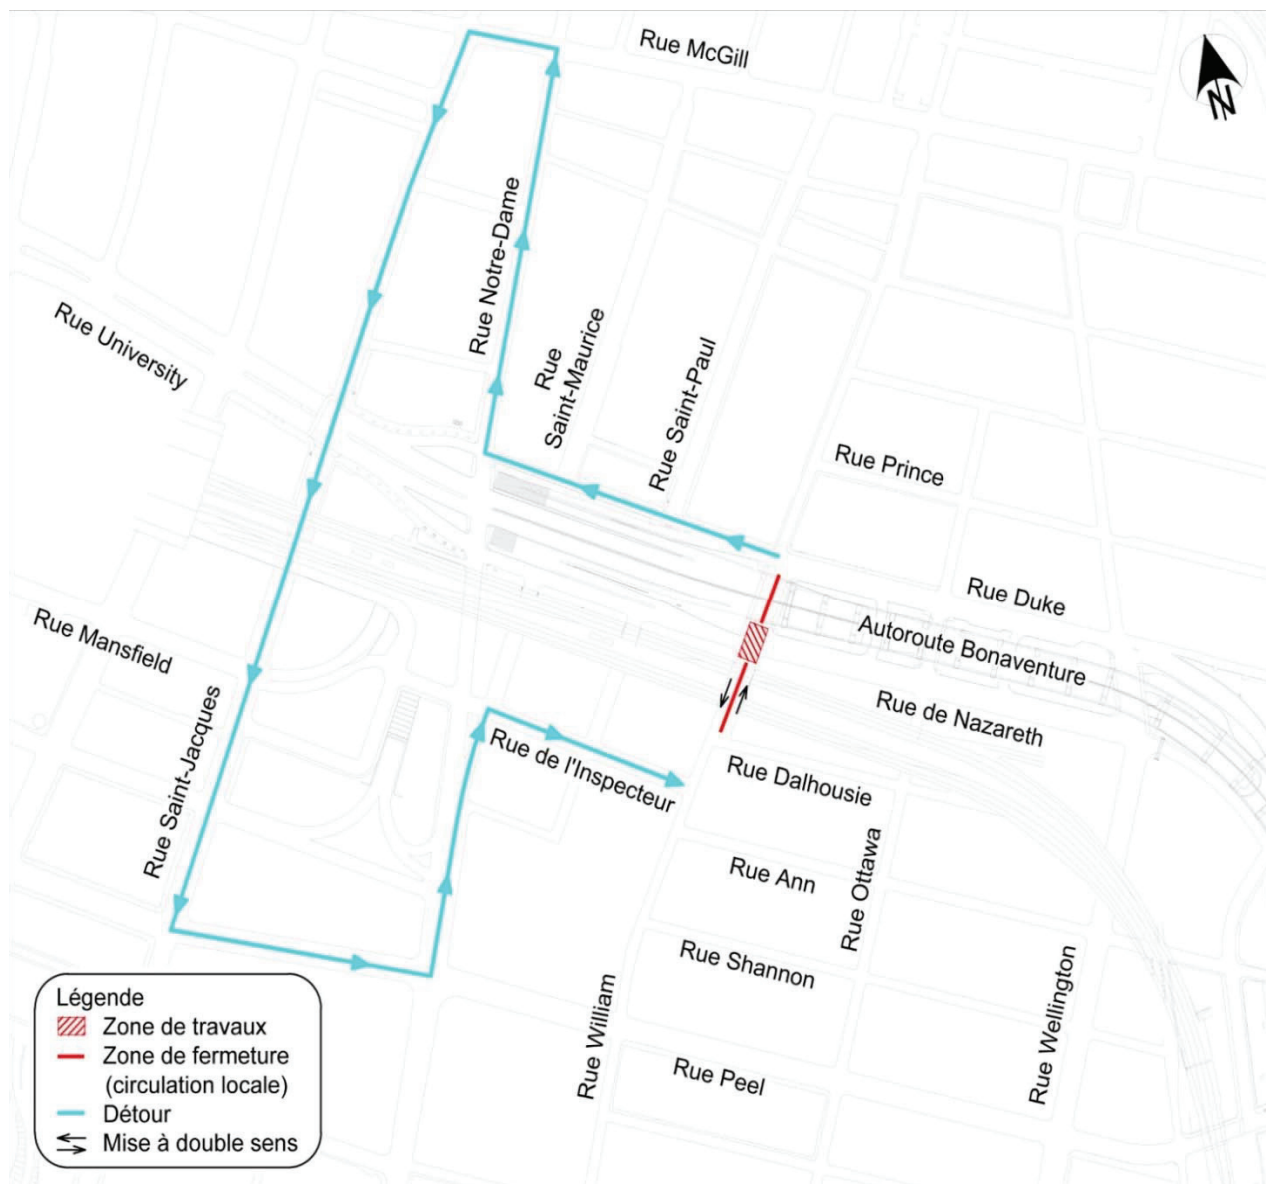 Rue McGill
N
Rue Notre-Dame
Rue University
Rue
Saint-Maurice
Rue Saint-Paul
Rue Prince
Rue Duke
Autoroute Bonaventure
Rue Mansfield
Rue de Nazareth
Rue Saint-Jacques
Rue de l'Inspecteur
Rue Dalhousie
Rue Ann
Rue Ottawa
Rue Shannon
Rue William
Rue Wellington
Rue Peel
Légende
Zone de travaux
Zone de fermeture
(circulation locale)
Détour
Mise à double sens